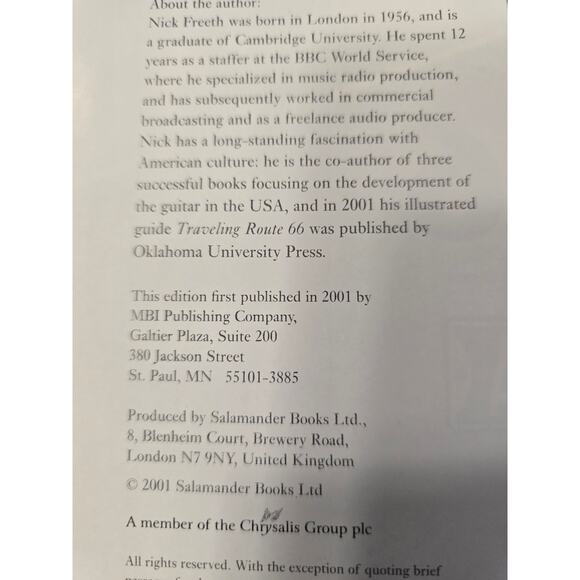 About the author:
Nick Freeth was born in London in 1956, and is
a graduate of Cambridge University. He spent 12
years as a staffer at the BBC World Service,
where he specialized in music radio production,
and has subsequently worked in commercial
broadcasting and as a freelance audio producer.
Nick has a long-standing fascination with
American culture: he is the co-author of three
successful books focusing on the development of
the guitar in the USA, and in 2001 his illustrated
guide Traveling Route 66 was published by
Oklahoma University Press.
This edition first published in 2001 by
MBI Publishing Company,
Galtier Plaza, Suite 200
380 Jackson Street
St. Paul, MN 55101-3885
Produced by Salamander Books Ltd.,
8, Blenheim Court, Brewery Road,
London N7 9NY, United Kingdom
© 2001 Salamander Books Ltd
A member of the Chrysalis Group plc
All rights reserved. With the exception of quoting brief